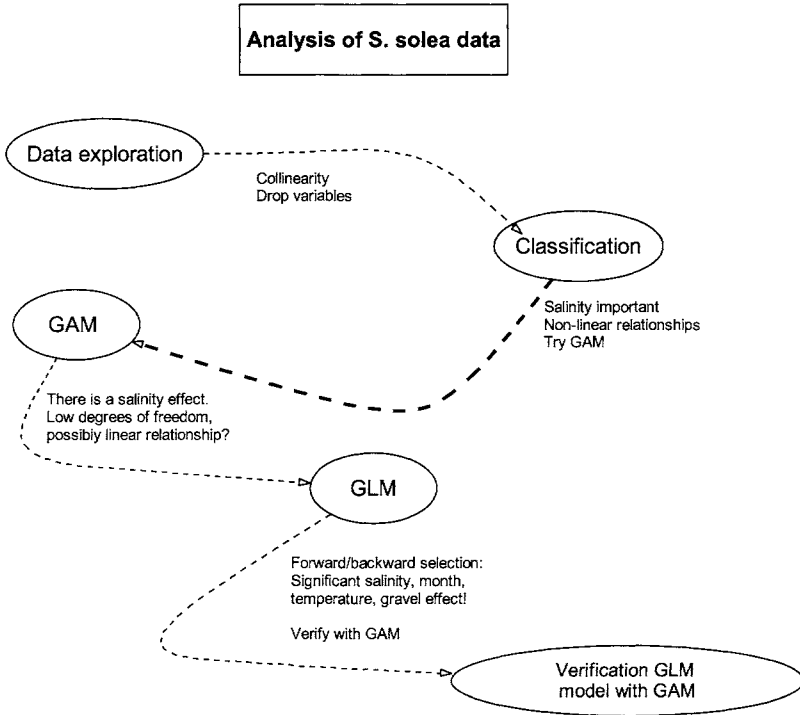 Analysis of S. solea data
Data exploration
Collinearity
Drop variables
Classification
Salinity important
Non-linear relationships
Try GAM
GAM
There is a salinity effect.
Low degrees of freedom,
possibly linear relationship?
GLM
Forward/backward selection:
Significant salinity, month,
temperature, gravel effect!
Verify with GAM
Verification GLM
model with GAM